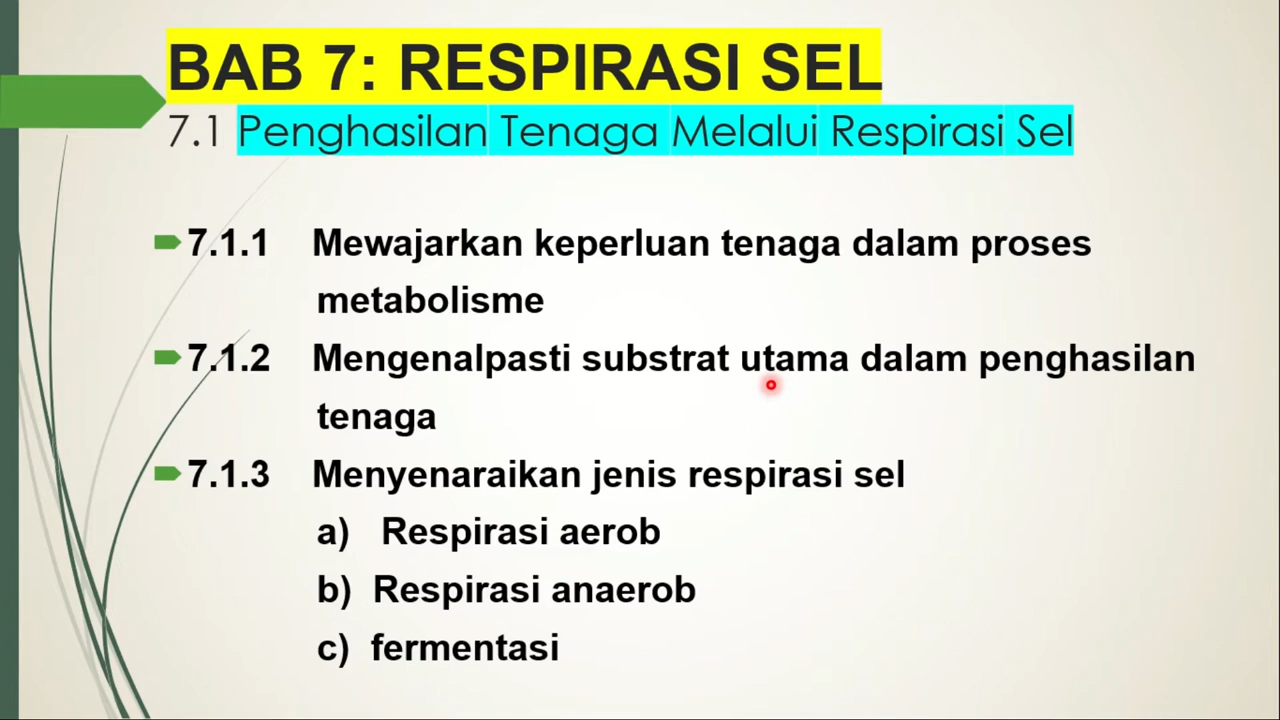 BAB 7: RESPIRASI SEL
7.1 Penghasilan Tenaga Melalui Respirasi Sel
7.1.1 Mewajarkan keperluan tenaga dalam proses
metabolisme
7.1.2 Mengenalpasti substrat utama dalam penghasilan
tenaga
7.1.3 Menyenaraikan jenis respirasi sel
a) Respirasi aerob
b) Respirasi anaerob
c) fermentasi